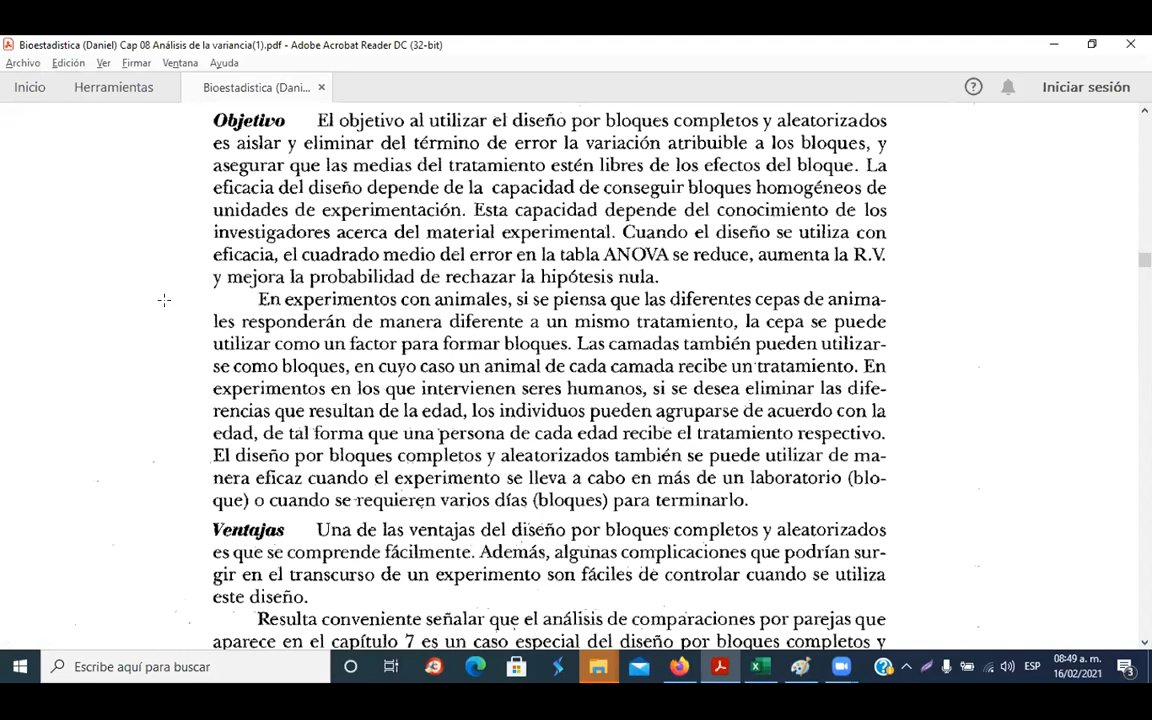 Bioestadistica (Daniel) Cap 08 Análisis de la variancia(1).pdf - Adobe Acrobat Reader DC (32-bit)
Archivo Edición Ver Firmar Ventana Ayuda
Inicio Herramientas Bioestadistica (Dani... × Iniciar sesión
Objetivo El objetivo al utilizar el diseño por bloques completos y aleatorizados
es aislar y eliminar del término de error la variación atribuible a los bloques, y
asegurar que las medias del tratamiento estén libres de los efectos del bloque. La
eficacia del diseño depende de la capacidad de conseguir bloques homogéneos de
unidades de experimentación. Esta capacidad depende del conocimiento de los
investigadores acerca del material experimental. Cuando el diseño se utiliza con
eficacia, el cuadrado medio del error en la tabla ANOVA se reduce, aumenta la R.V.
y mejora la probabilidad de rechazar la hipótesis nula.
En experimentos con animales, si se piensa que las diferentes cepas de anima-
les responderán de manera diferente a un mismo tratamiento, la cepa se puede
utilizar como un factor para formar bloques. Las camadas también pueden utilizar-
se como bloques, en cuyo caso un animal de cada camada recibe un tratamiento. En
experimentos en los que intervienen seres humanos, si se desea eliminar las dife-
rencias que resultan de la edad, los individuos pueden agruparse de acuerdo con la
edad, de tal forma que una persona de cada edad recibe el tratamiento respectivo.
El diseño por bloques completos y aleatorizados también se puede utilizar de ma-
nera eficaz cuando el experimento se lleva a cabo en más de un laboratorio (blo-
que) o cuando se requieren varios días (bloques) para terminarlo.
Ventajas Una de las ventajas del diseño por bloques completos y aleatorizados
es que se comprende fácilmente. Además, algunas complicaciones que podrían sur-
gir en el transcurso de un experimento son fáciles de controlar cuando se utiliza
este diseño.
Resulta conveniente señalar que el análisis de comparaciones por parejas que
aparece en el capítulo 7 es un caso especial del diseño por bloques completos y
Escribe aquí para buscar ESP 08:49 a. m.
16/02/2021
3